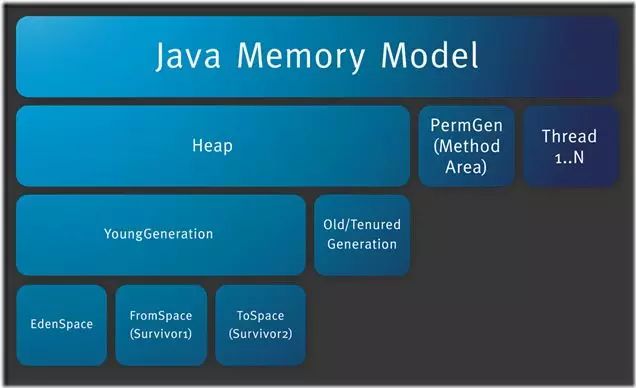 Java Memory Model
Heap
PermGen
(Method
Area)
Thread
1..N
YoungGeneration
Old/Tenured
Generation
EdenSpace
FromSpace
(Survivor1)
ToSpace
(Survivor2)